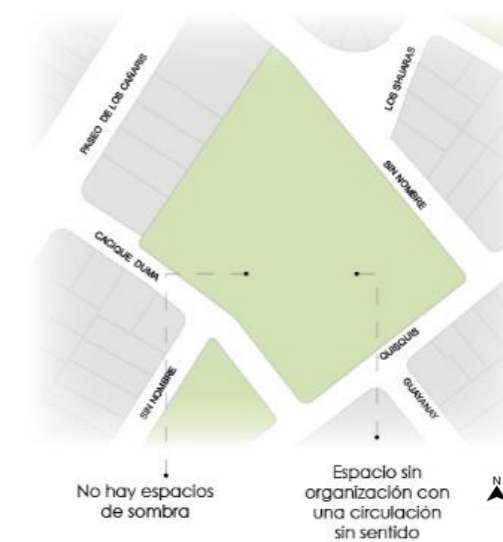 PASEO DE LOS CAÑARIS
LOS SHUARAS
SIN NOMBRE
CACIQUE DUMA
QUISQUIS
SIN NOMBRE
GUAYANAY
No hay espacios
de sombra
Espacio sin
organización con
una circulación
sin sentido
N